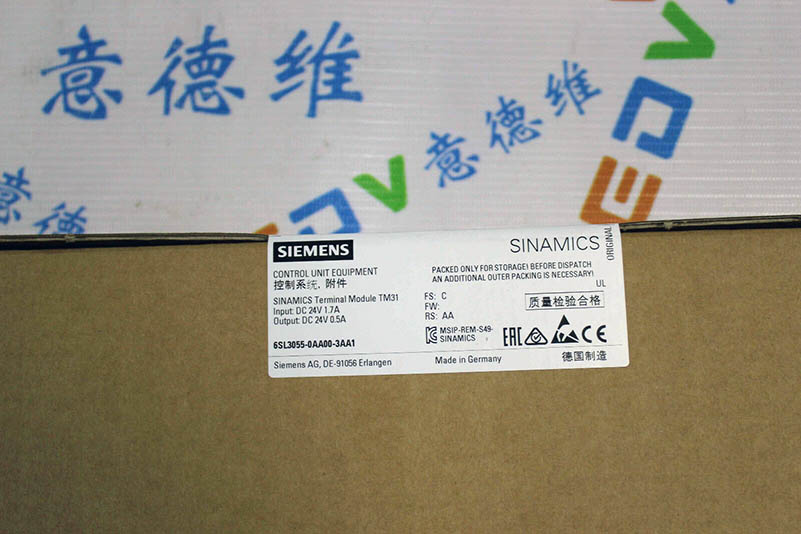 意德维
意德维
EDV
意德
EDV
SIEMENS
SINAMICS
ORIGINAL
CONTROL UNIT EQUIPMENT
控制系统, 附件
SINAMICS Terminal Module TM31
Input: DC 24V 1.7A
Output: DC 24V 0.5A
6SL3055-0AA00-3AA1
Siemens AG, DE-91056 Erlangen
PACKED ONLY FOR STORAGE! BEFORE DISPATCH
AN ADDITIONAL OUTER PACKING IS NECESSARY!
UL
FS: C
FW:
RS: AA
质量检验合格
MSIP-REM-S49-
SINAMICS
EAC
CE
Made in Germany
德国制造